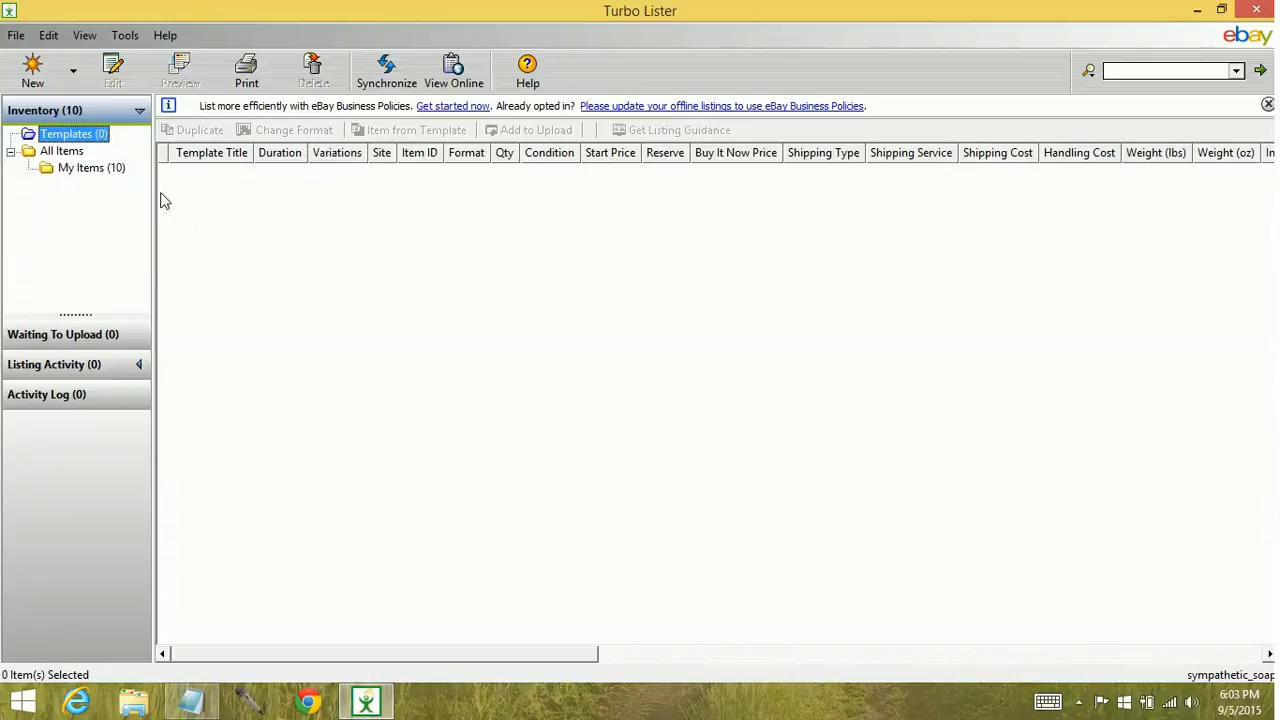 Turbo Lister
File Edit View Tools Help
ebay
New Edit Preview Print Delete Synchronize View Online Help
Inventory (10)
List more efficiently with eBay Business Policies. Get started now. Already opted in? Please update your offline listings to use eBay Business Policies.
Templates (0)
Duplicate Change Format Item from Template Add to Upload Get Listing Guidance
All Items
Template Title Duration Variations Site Item ID Format Qty Condition Start Price Reserve Buy It Now Price Shipping Type Shipping Service Shipping Cost Handling Cost Weight (lbs) Weight (oz) In
My Items (10)
Waiting To Upload (0)
Listing Activity (0)
Activity Log (0)
0 Item(s) Selected
sympathetic_soap
6:03 PM
9/5/2015